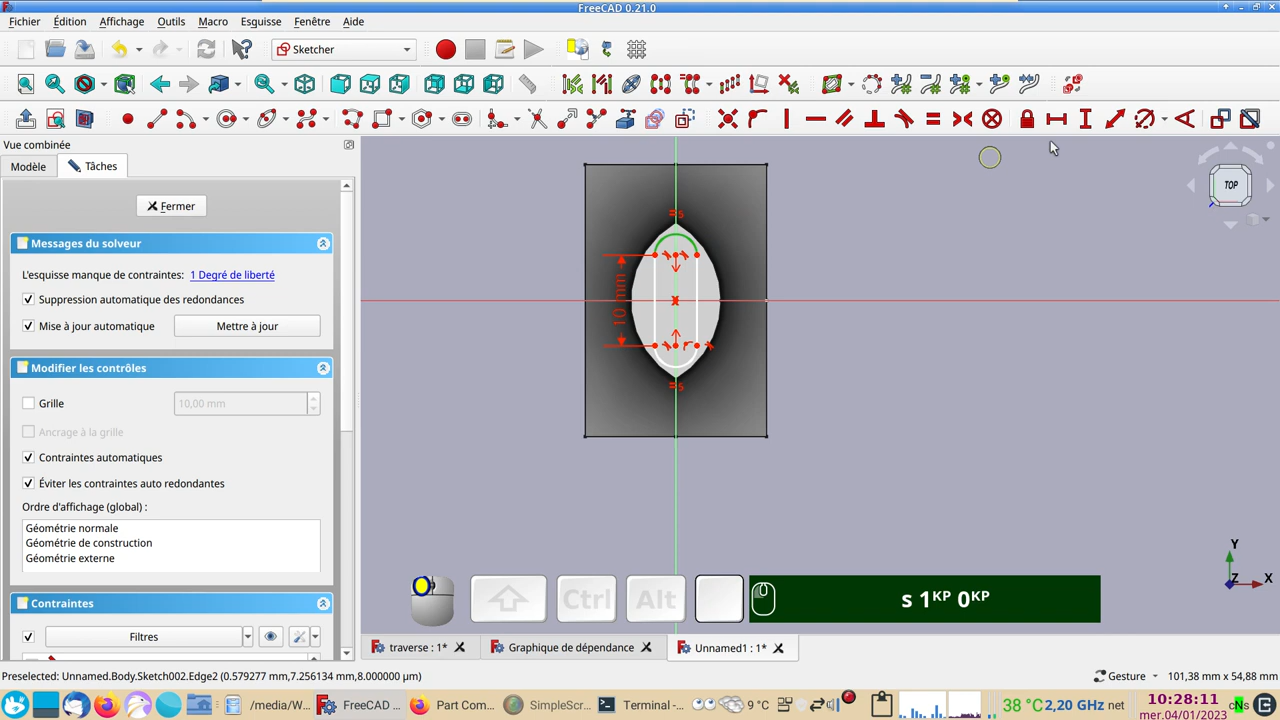 FreeCAD 0.21.0
Fichier Édition Affichage Outils Macro Esguisse Fenêtre Aide
Sketcher
Vue combinée
Modèle Tâches
Fermer
Messages du solveur
L'esquisse manque de contraintes: 1 Degré de liberté
Suppression automatique des redondances
Mise à jour automatique Mettre à jour
Modifier les contrôles
Grille 10,00 mm
Ancrage à la grille
Contraintes automatiques
Éviter les contraintes auto redondantes
Ordre d'affichage (global) :
Géométrie normale
Géométrie de construction
Géométrie externe
Contraintes
Filtres
10 mm
TOP
Y
Z X
Ctrl Alt s 1ᴷᴾ 0ᴷᴾ
traverse : 1* Graphique de dépendance Unnamed1 : 1*
Preselected: Unnamed.Body.Sketch002.Edge2 (0.579277 mm,7.256134 mm,8.000000 µm) Gesture 101,38 mm x 54,88 mm
/media/W... FreeCAD ... Part Com... SimpleScr... Terminal -... 9 °C 38 °C 2,20 GHz net 10:28:11
mer.04/01/2023